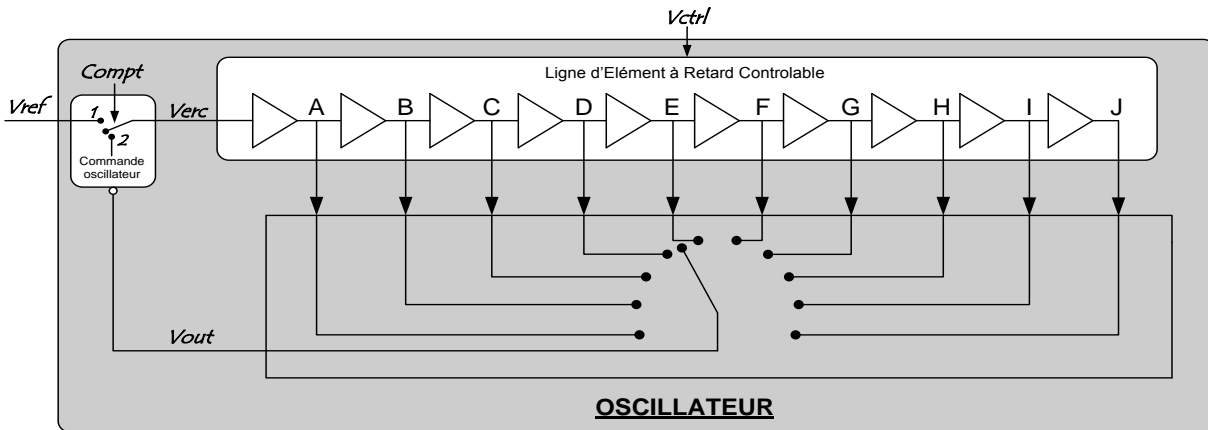 Vctrl
Ligne d'Elément à Retard Controlable
Compt
Vref
1
2
Verc
A B C D E F G H I J
Commande
oscillateur
Vout
OSCILLATEUR